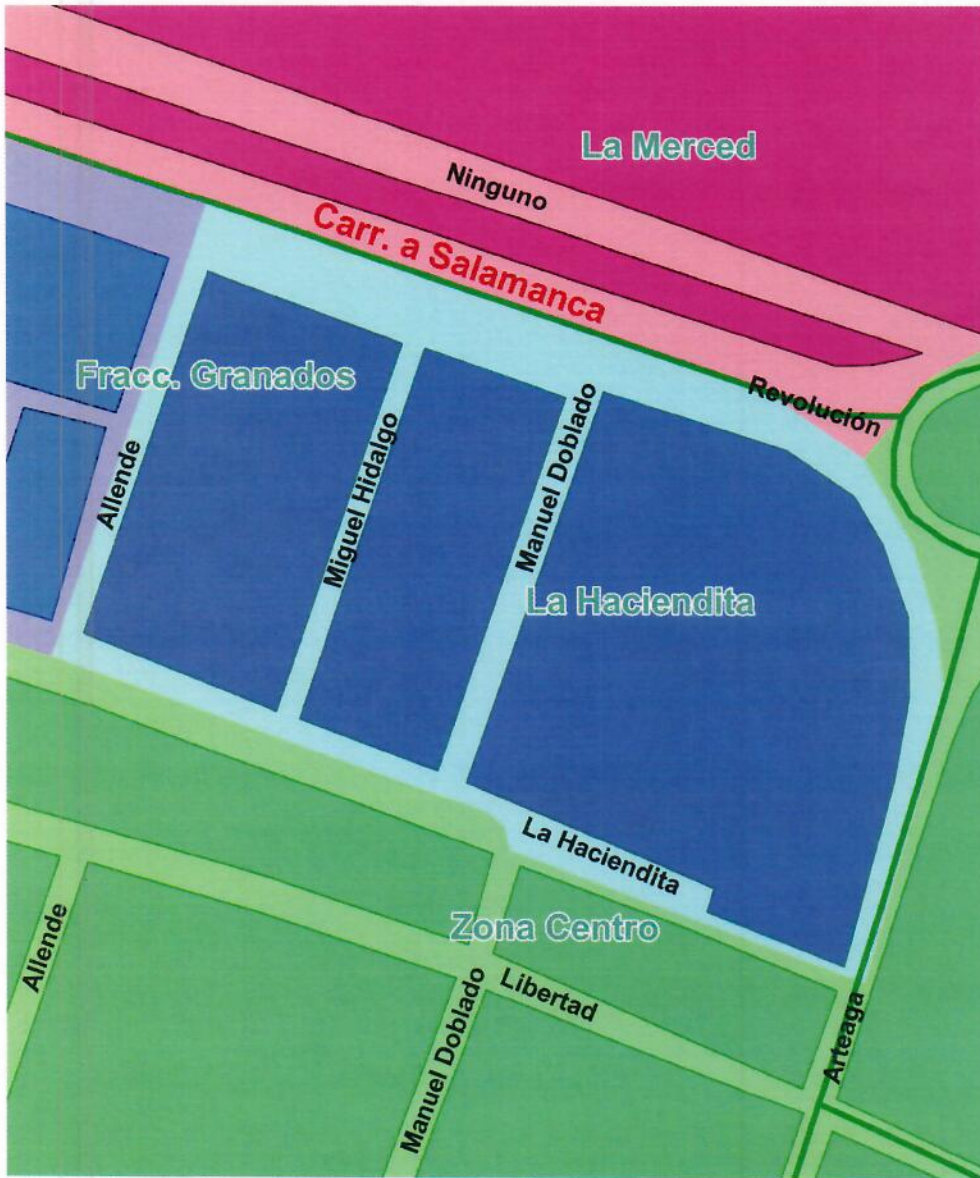 La Merced
Ninguno
Carr. a Salamanca
Fracc. Granados
Revolución
Allende
Miguel Hidalgo
Manuel Doblado
La Haciendita
La Haciendita
Zona Centro
Allende
Manuel Doblado
Libertad
Arteaga